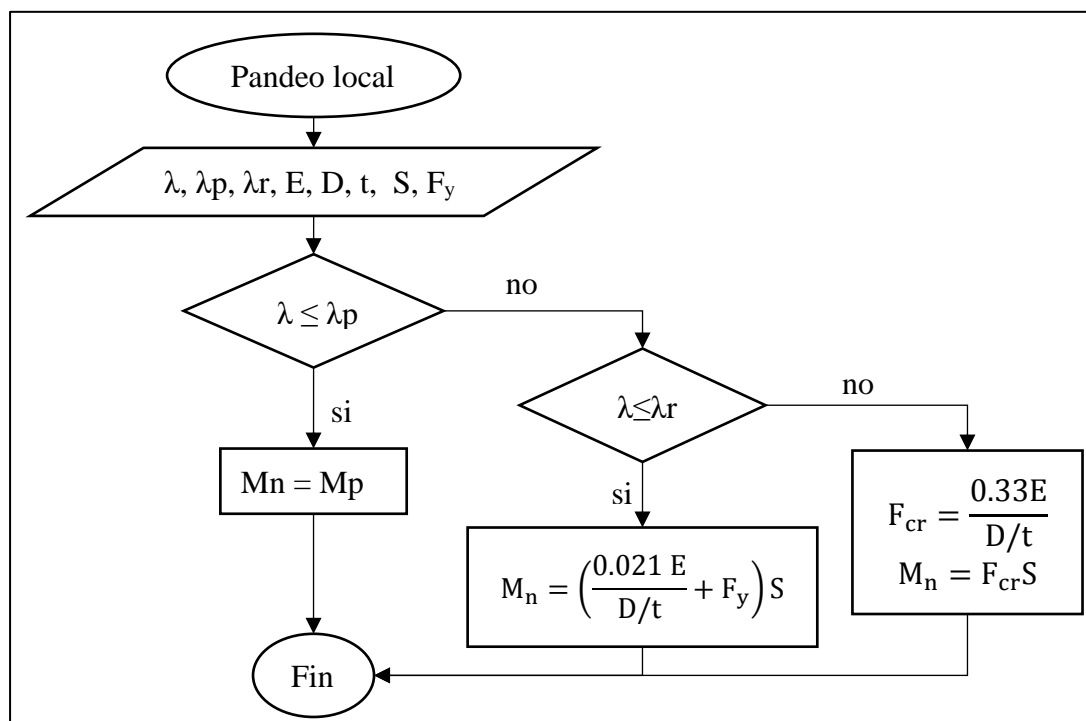 Pandeo local
λ, λp, λr, E, D, t, S, Fy
λ ≤ λp
no
si
λ≤λr
no
si
Mn = Mp
Fcr = 0.33E / D/t
Mn = FcrS
Mn = (0.021 E / D/t + Fy) S
Fin